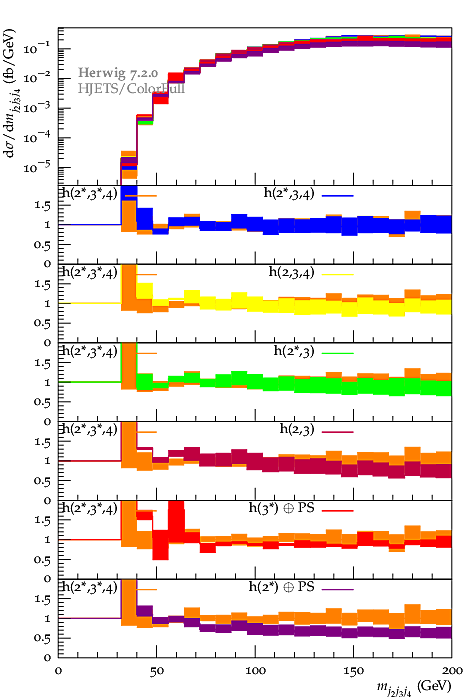 dσ/dm_{j₂j₃j₄} (fb/GeV)
10⁻¹
10⁻²
10⁻³
10⁻⁴
10⁻⁵
Herwig 7.2.0
HJETS/ColorFull
h(2*,3*,4) h(2*,3,4)
1.5
1
0.5
0
h(2*,3*,4) h(2,3,4)
1.5
1
0.5
0
h(2*,3*,4) h(2*,3)
1.5
1
0.5
0
h(2*,3*,4) h(2,3)
1.5
1
0.5
0
h(2*,3*,4) h(3*) ⊕ PS
1.5
1
0.5
0
h(2*,3*,4) h(2*) ⊕ PS
1.5
1
0.5
0
0 50 100 150 200
m_{j₂j₃j₄} (GeV)